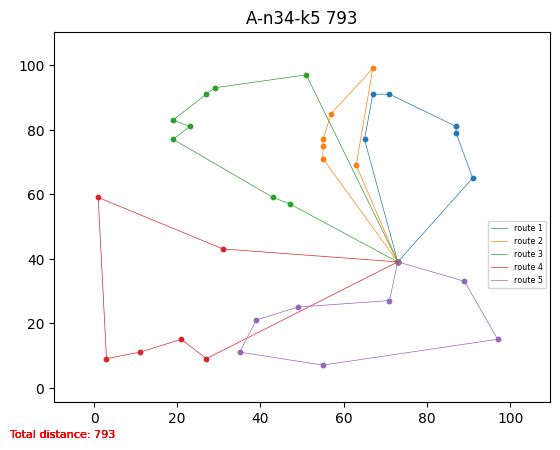 A-n34-k5 793
100
80
60
40
20
0
route 1
route 2
route 3
route 4
route 5
0 20 40 60 80 100
Total distance: 793